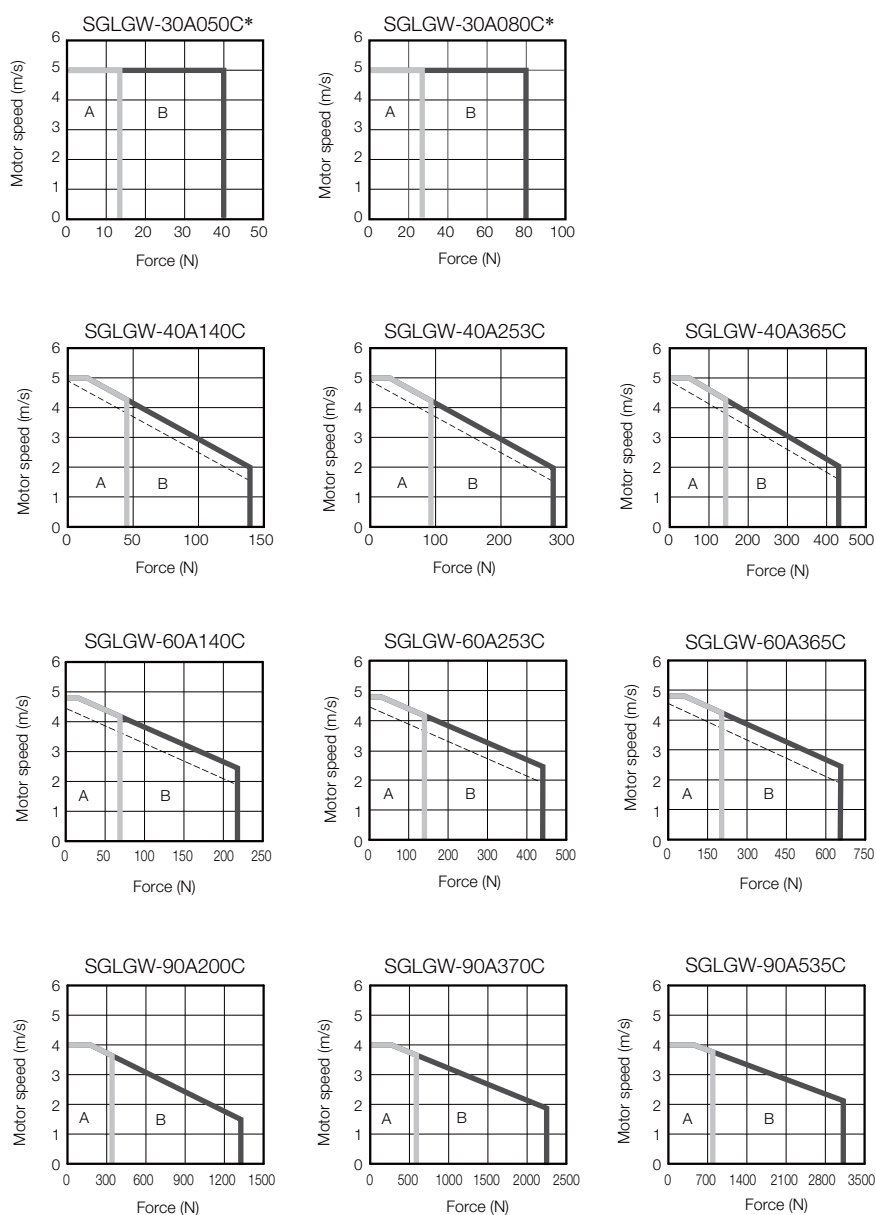 SGLGW-30A050C*
Motor speed (m/s)
6
5
4
3
2
1
0
A
B
0 10 20 30 40 50
Force (N)
SGLGW-30A080C*
Motor speed (m/s)
6
5
4
3
2
1
0
A
B
0 20 40 60 80 100
Force (N)
SGLGW-40A140C
Motor speed (m/s)
6
5
4
3
2
1
0
A
B
0 50 100 150
Force (N)
SGLGW-40A253C
Motor speed (m/s)
6
5
4
3
2
1
0
A
B
0 100 200 300
Force (N)
SGLGW-40A365C
Motor speed (m/s)
6
5
4
3
2
1
0
A
B
0 100 200 300 400 500
Force (N)
SGLGW-60A140C
Motor speed (m/s)
6
5
4
3
2
1
0
A
B
0 50 100 150 200 250
Force (N)
SGLGW-60A253C
Motor speed (m/s)
6
5
4
3
2
1
0
A
B
0 100 200 300 400 500
Force (N)
SGLGW-60A365C
Motor speed (m/s)
6
5
4
3
2
1
0
A
B
0 150 300 450 600 750
Force (N)
SGLGW-90A200C
Motor speed (m/s)
6
5
4
3
2
1
0
A
B
0 300 600 900 1200 1500
Force (N)
SGLGW-90A370C
Motor speed (m/s)
6
5
4
3
2
1
0
A
B
0 500 1000 1500 2000 2500
Force (N)
SGLGW-90A535C
Motor speed (m/s)
6
5
4
3
2
1
0
A
B
0 700 1400 2100 2800 3500
Force (N)